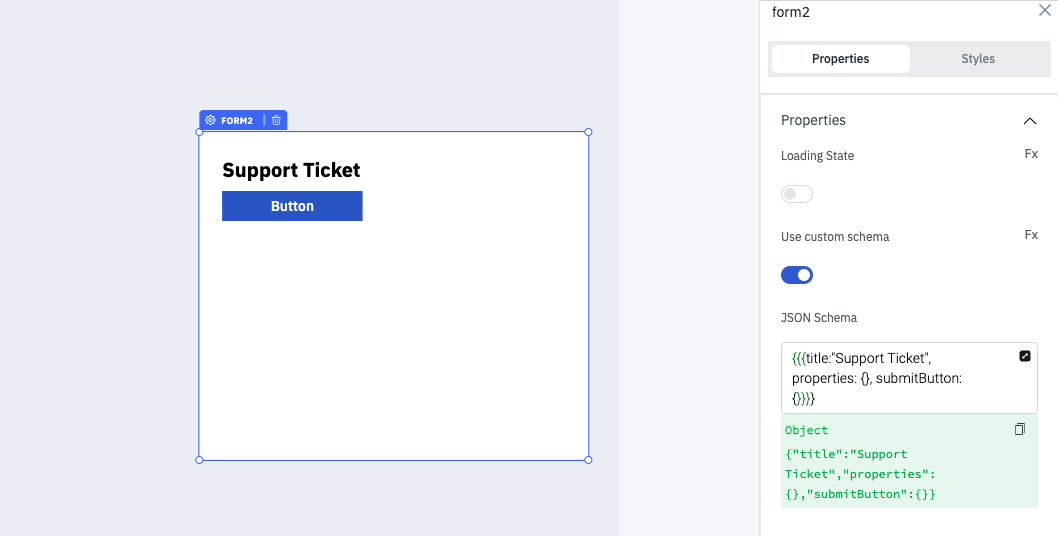 form2
Properties
Styles
FORM2
Support Ticket
Button
Properties
Loading State
Fx
Use custom schema
Fx
JSON Schema
{{{title:"Support Ticket",
properties: {}, submitButton:
{}}}}
Object
{"title":"Support
Ticket","properties":
{},"submitButton":{}}